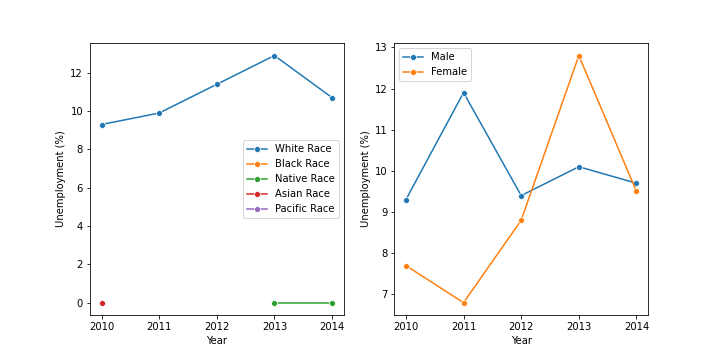 12
10
8
6
4
2
0
Unemployment (%)
White Race
Black Race
Native Race
Asian Race
Pacific Race
2010 2011 2012 2013 2014
Year
13
12
11
10
9
8
7
Unemployment (%)
Male
Female
2010 2011 2012 2013 2014
Year